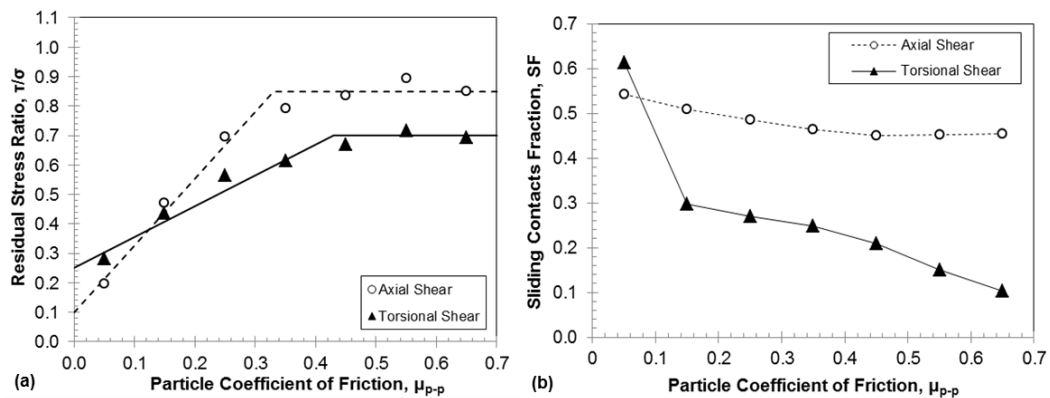 1.1
1.0
0.9
0.8
0.7
0.6
0.5
0.4
0.3
0.2
0.1
0.0
Residual Stress Ratio, τ/σ
Axial Shear
Torsional Shear
0.0 0.1 0.2 0.3 0.4 0.5 0.6 0.7
(a) Particle Coefficient of Friction, μp-p
0.7
0.6
0.5
0.4
0.3
0.2
0.1
0.0
Sliding Contacts Fraction, SF
Axial Shear
Torsional Shear
0 0.1 0.2 0.3 0.4 0.5 0.6 0.7
(b) Particle Coefficient of Friction, μp-p